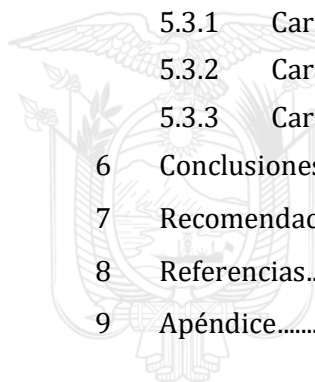 5.3.1 Car
5.3.2 Car
5.3.3 Car
6 Conclusiones
7 Recomendac
8 Referencias..
9 Apéndice........